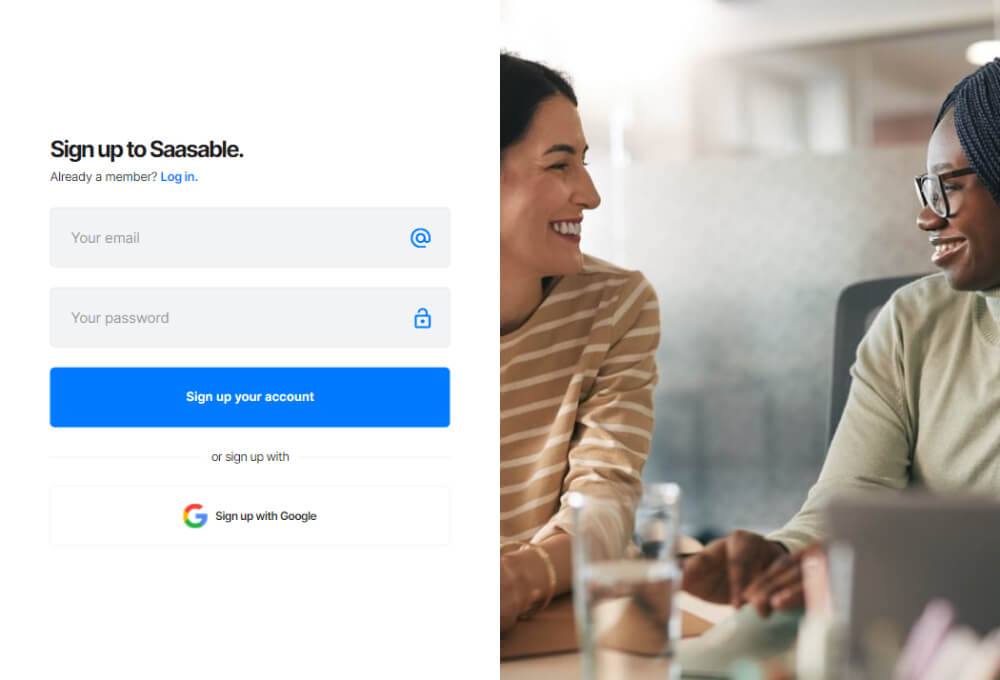 Sign up to Saasable.
Already a member? Log in.
Your email
Your password
Sign up your account
or sign up with
Sign up with Google